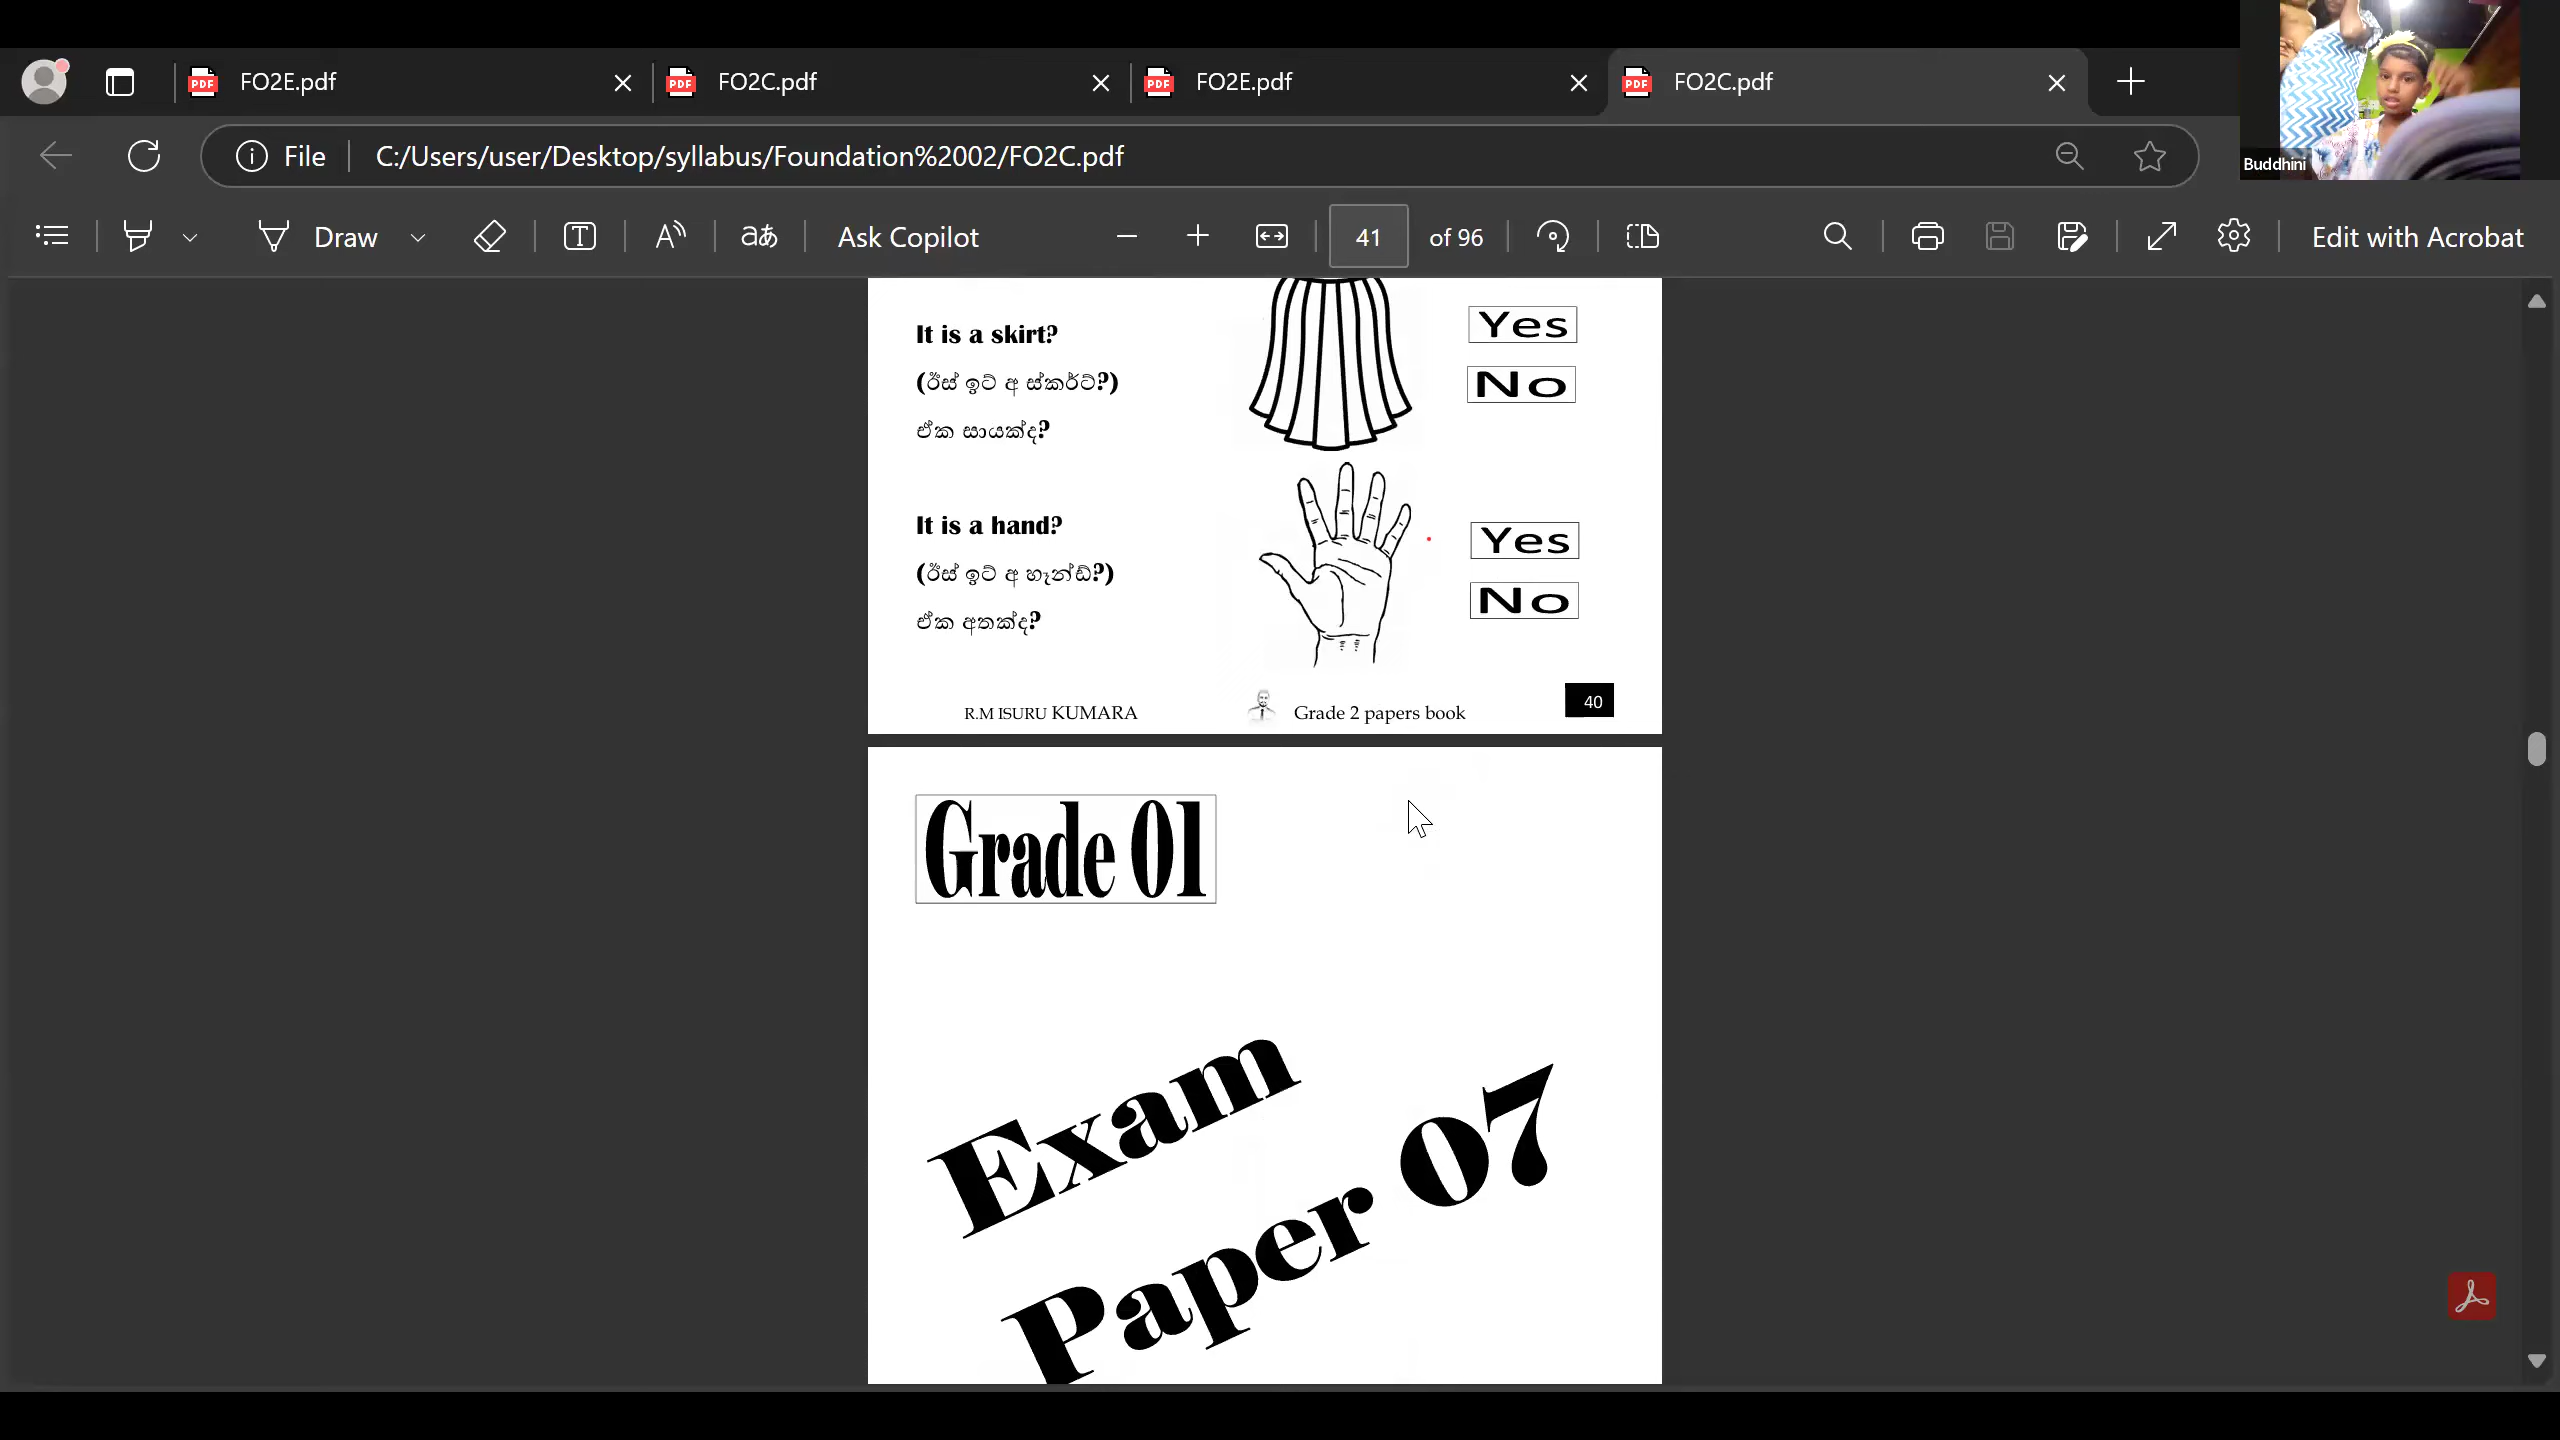 FO2E.pdf
FO2C.pdf
FO2E.pdf
FO2C.pdf
File
C:/Users/user/Desktop/syllabus/Foundation%2002/FO2C.pdf
Buddhini
Draw
aあ
Ask Copilot
41 of 96
Edit with Acrobat
It is a skirt?
(ඊස් ඉට් අ ස්කර්ට්?)
ඒක සායක්ද?
Yes
No
It is a hand?
(ඊස් ඉට් අ හෑන්ඩ්?)
ඒක අතක්ද?
Yes
No
R.M ISURU KUMARA
Grade 2 papers book
40
Grade 01
Exam
Paper 07